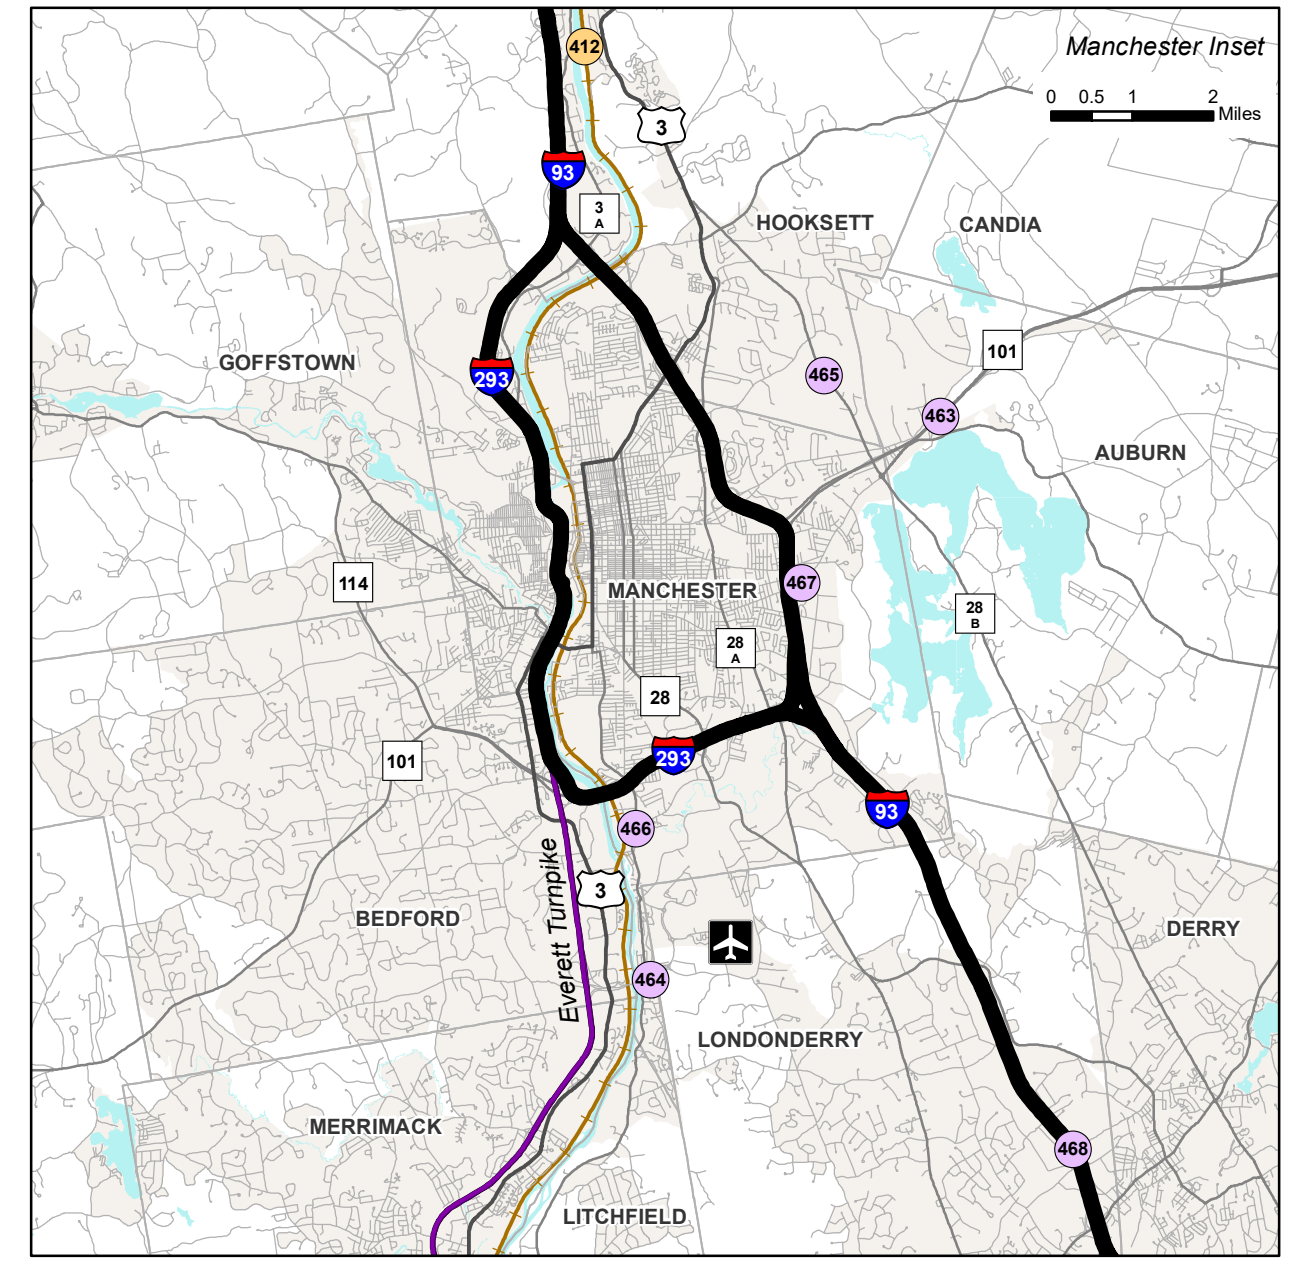 412
Manchester Inset
0 0.5 1 2
Miles
3
93
3
A
HOOKSETT
CANDIA
101
GOFFSTOWN
293
465
463
AUBURN
114
467
MANCHESTER
28
B
28
A
28
101
293
93
466
Everett Turnpike
3
BEDFORD
DERRY
464
LONDONDERRY
MERRIMACK
468
LITCHFIELD